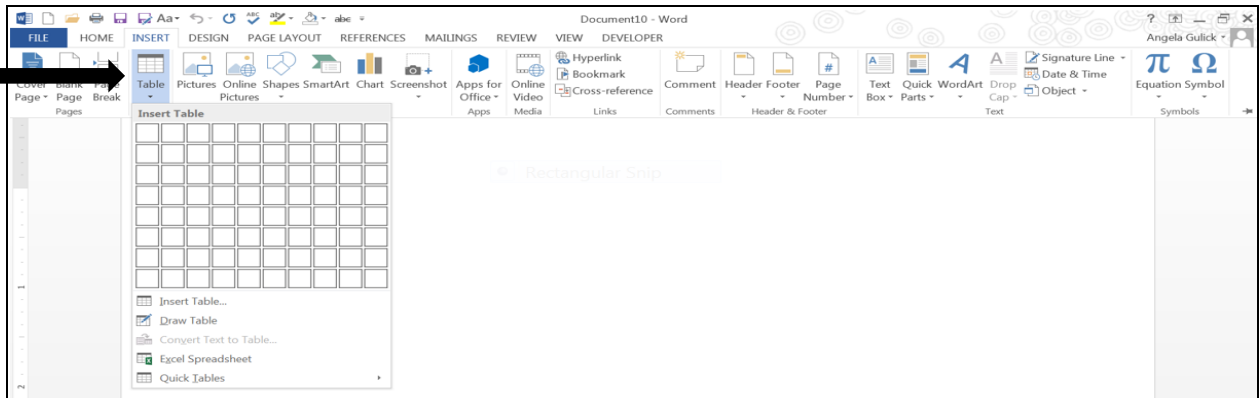 Aa abc
Document10 - Word
FILE HOME INSERT DESIGN PAGE LAYOUT REFERENCES MAILINGS REVIEW VIEW DEVELOPER Angela Gulick
Cover Page Blank Page Page Break
Table Pictures Online Pictures Shapes SmartArt Chart Screenshot
Apps for Office Online Video
Hyperlink
Bookmark
Cross-reference
Comment Header Footer Page Number
Text Box Quick Parts WordArt Drop Cap
Signature Line
Date & Time
Object
Equation Symbol
Pages Apps Media Links Comments Header & Footer Text Symbols
Insert Table
Rectangular Snip
Insert Table...
Draw Table
Convert Text to Table...
Excel Spreadsheet
Quick Tables
1
2